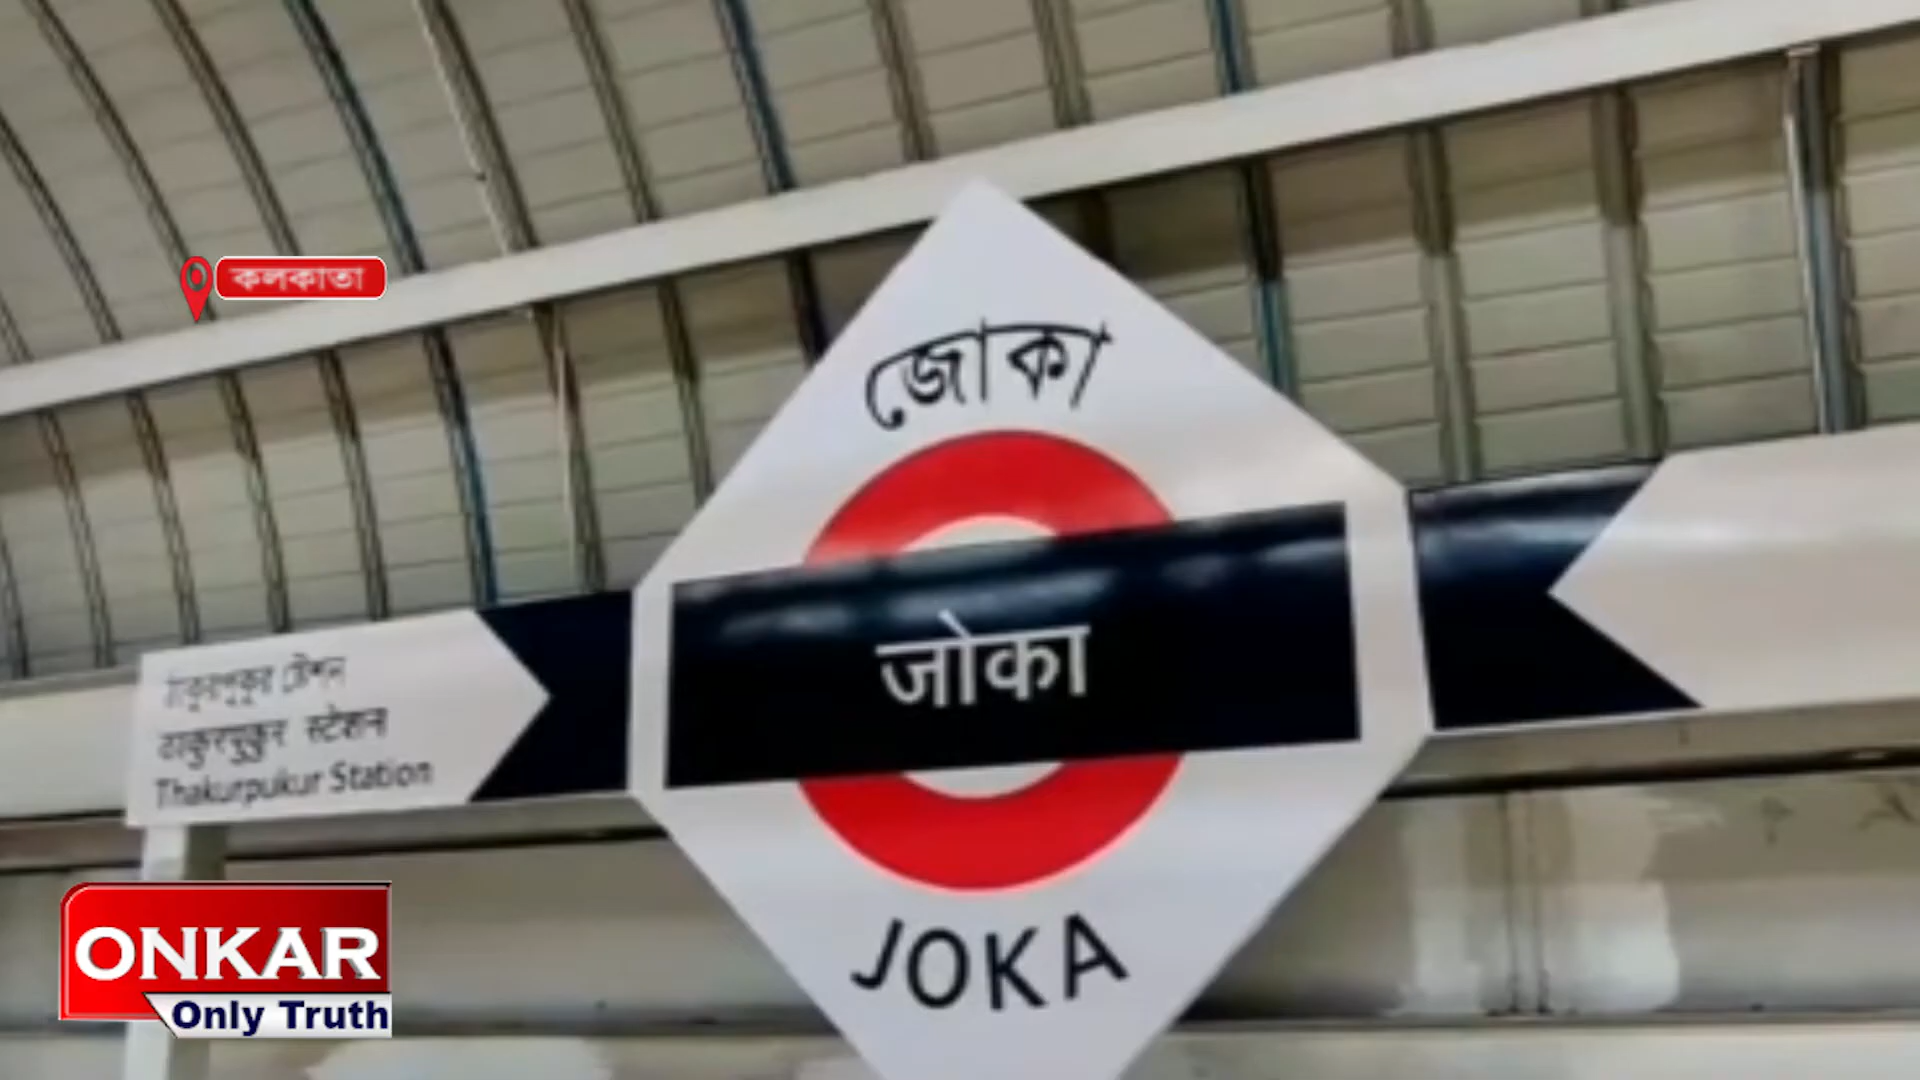 কলকাতা
জোকা
जोका
JOKA
ঠাকুরপুকুর স্টেশন
ठाकुरपुकुर स्टेशन
Thakurpukur Station
ONKAR
Only Truth